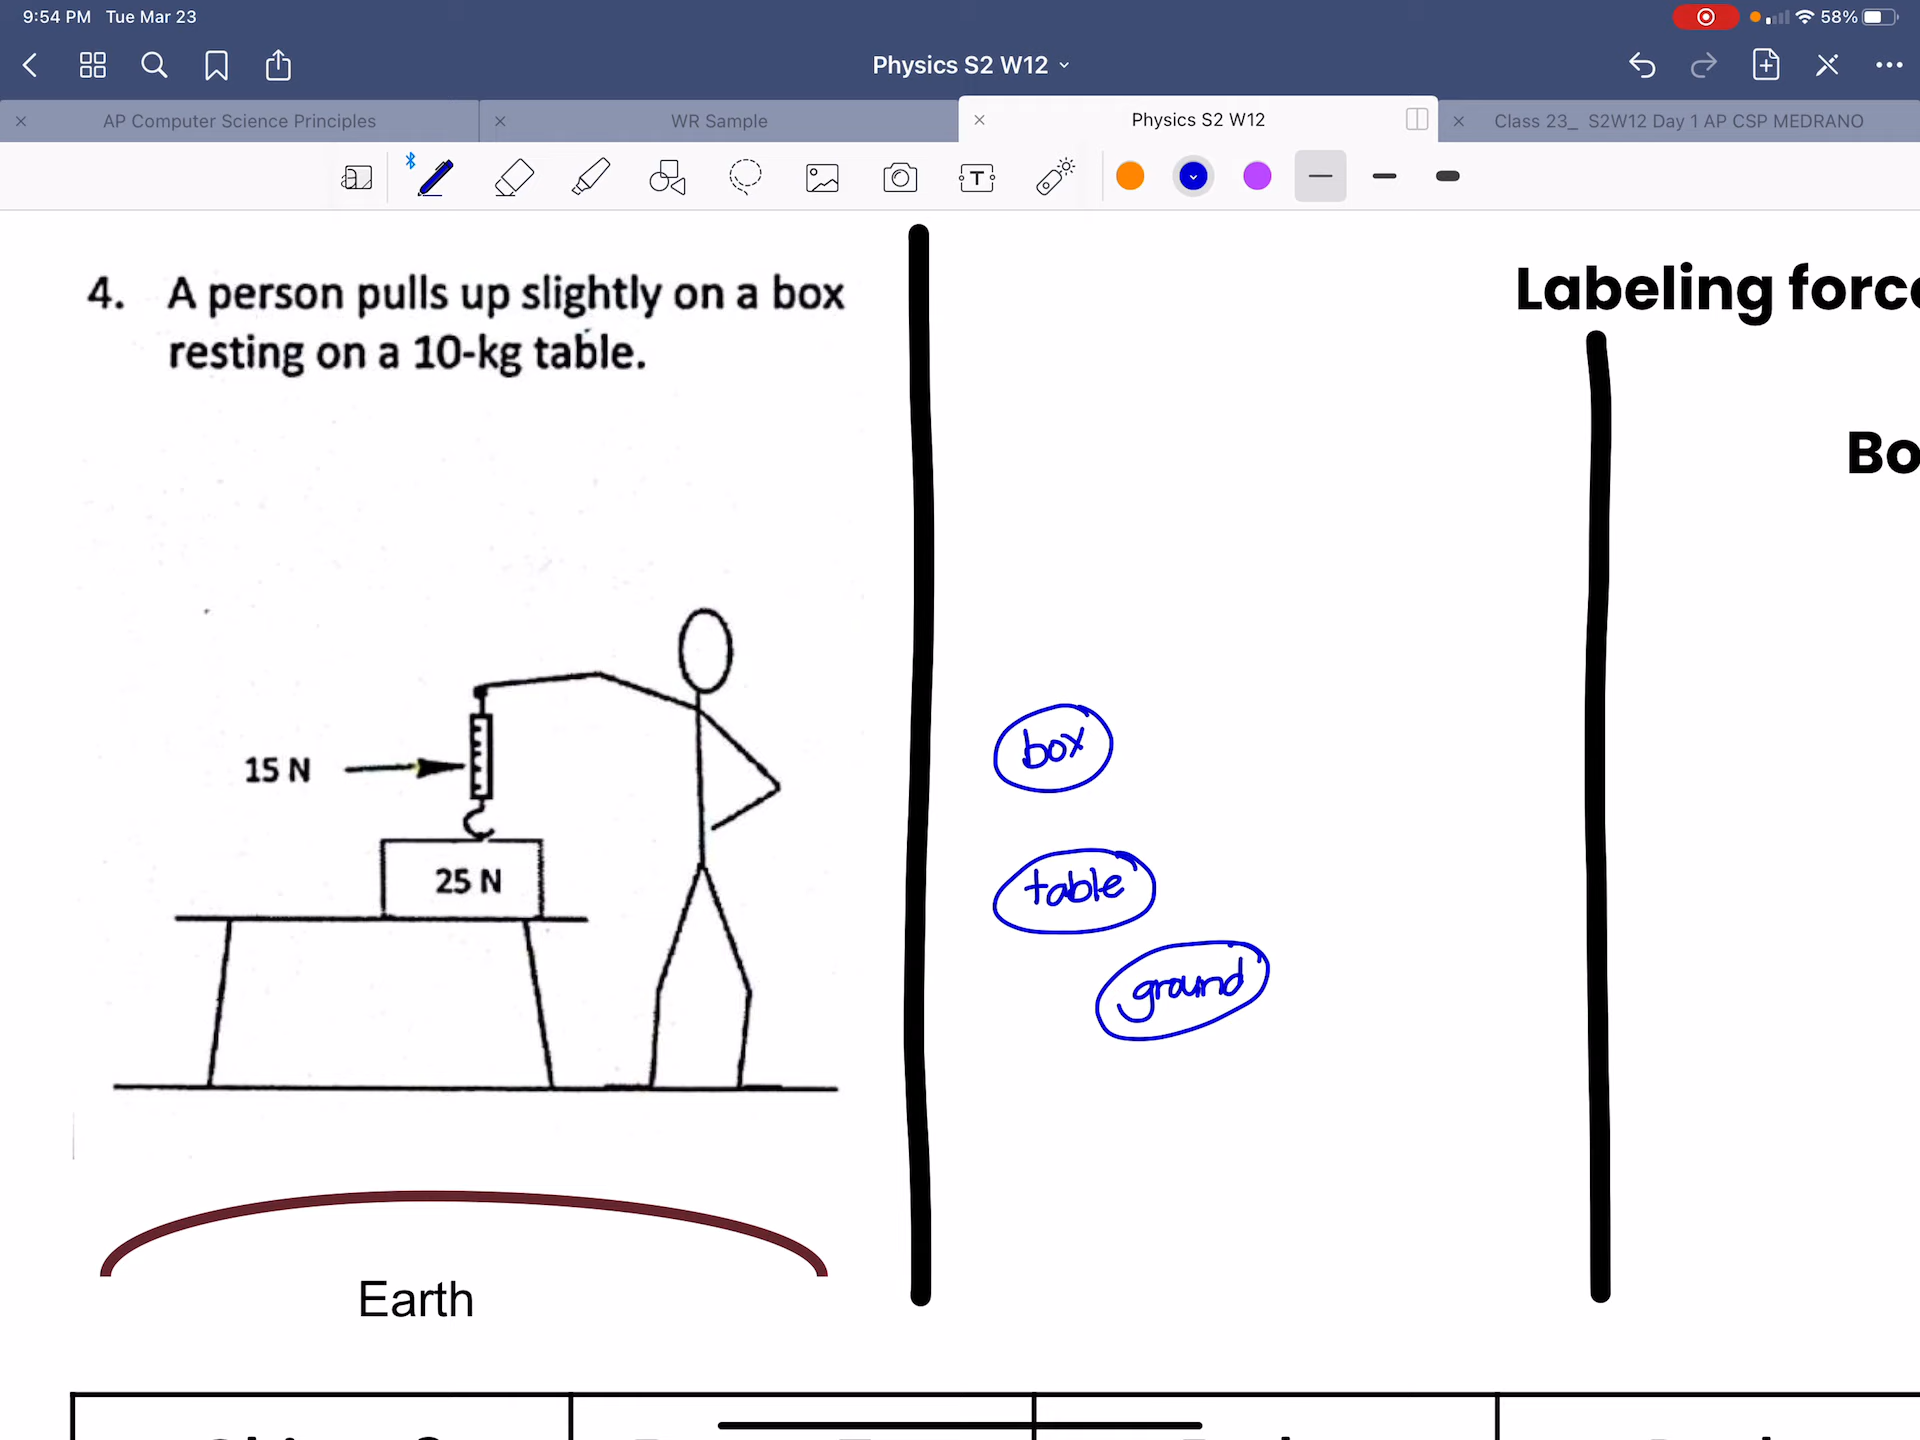 9:54 PM Tue Mar 23
58%
Physics S2 W12
AP Computer Science Principles
WR Sample
Physics S2 W12
Class 23_ S2W12 Day 1 AP CSP MEDRANO
4. A person pulls up slightly on a box
resting on a 10-kg table.
Labeling forc
Bo
box
15 N
25 N
table
ground
Earth